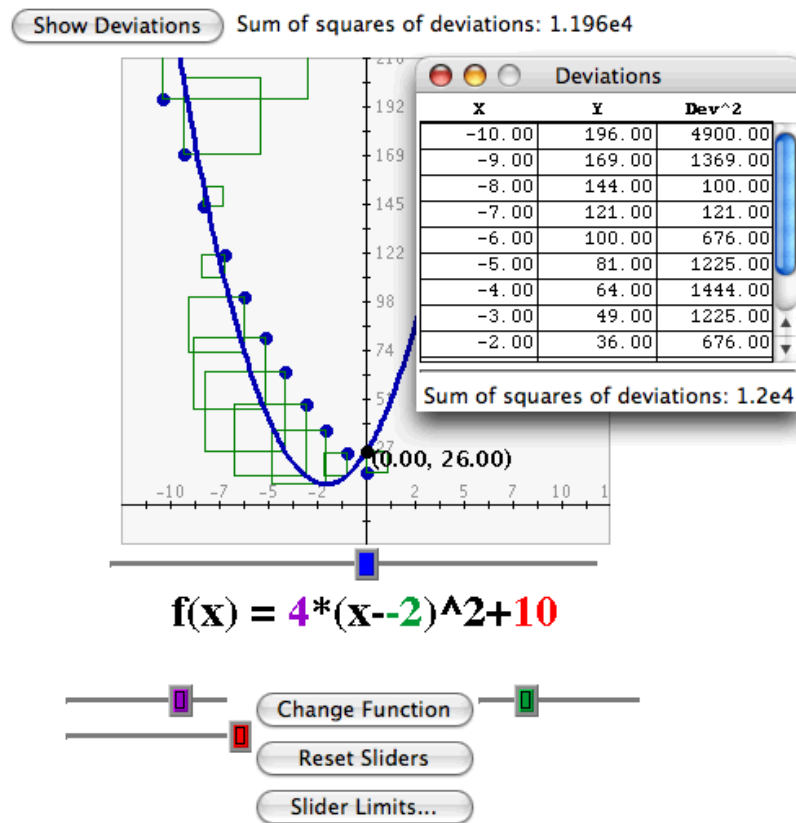 Show Deviations Sum of squares of deviations: 1.196e4
Deviations
X Y Dev^2
-10.00 196.00 4900.00
-9.00 169.00 1369.00
-8.00 144.00 100.00
-7.00 121.00 121.00
-6.00 100.00 676.00
-5.00 81.00 1225.00
-4.00 64.00 1444.00
-3.00 49.00 1225.00
-2.00 36.00 676.00
Sum of squares of deviations: 1.2e4
216
192
169
145
122
98
74
27
(0.00, 26.00)
-10 -7 -5 -2 2 5 7 10 1
f(x) = 4*(x--2)^2+10
Change Function
Reset Sliders
Slider Limits...